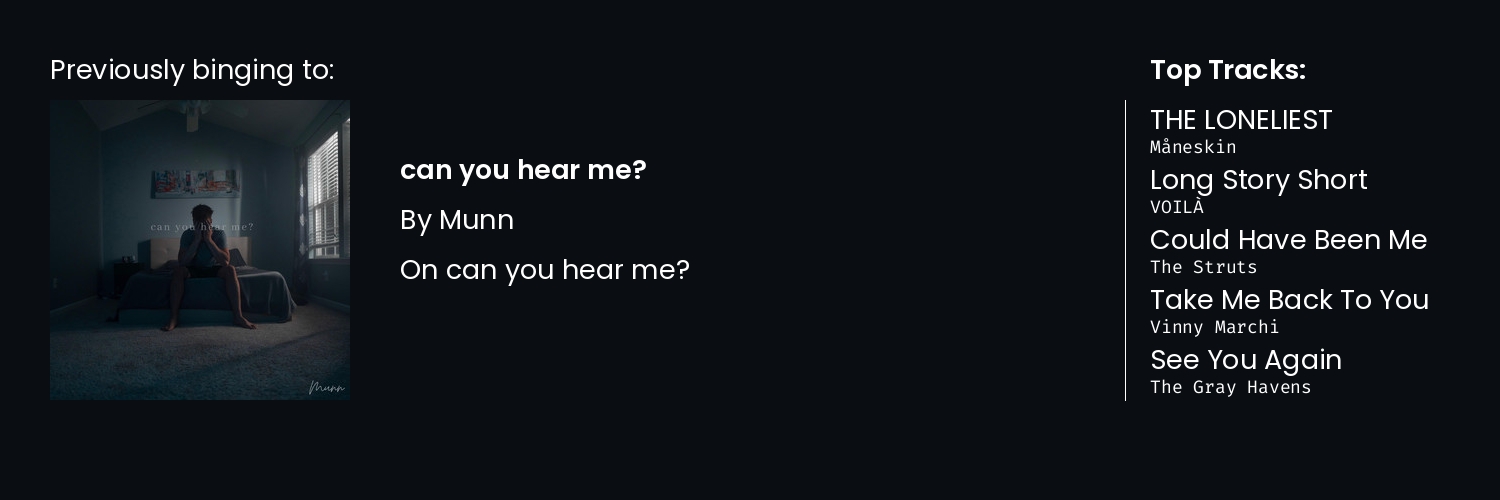 Previously binging to:
can you hear me?
Munn
can you hear me?
By Munn
On can you hear me?
Top Tracks:
THE LONELIEST
Måneskin
Long Story Short
VOILÀ
Could Have Been Me
The Struts
Take Me Back To You
Vinny Marchi
See You Again
The Gray Havens